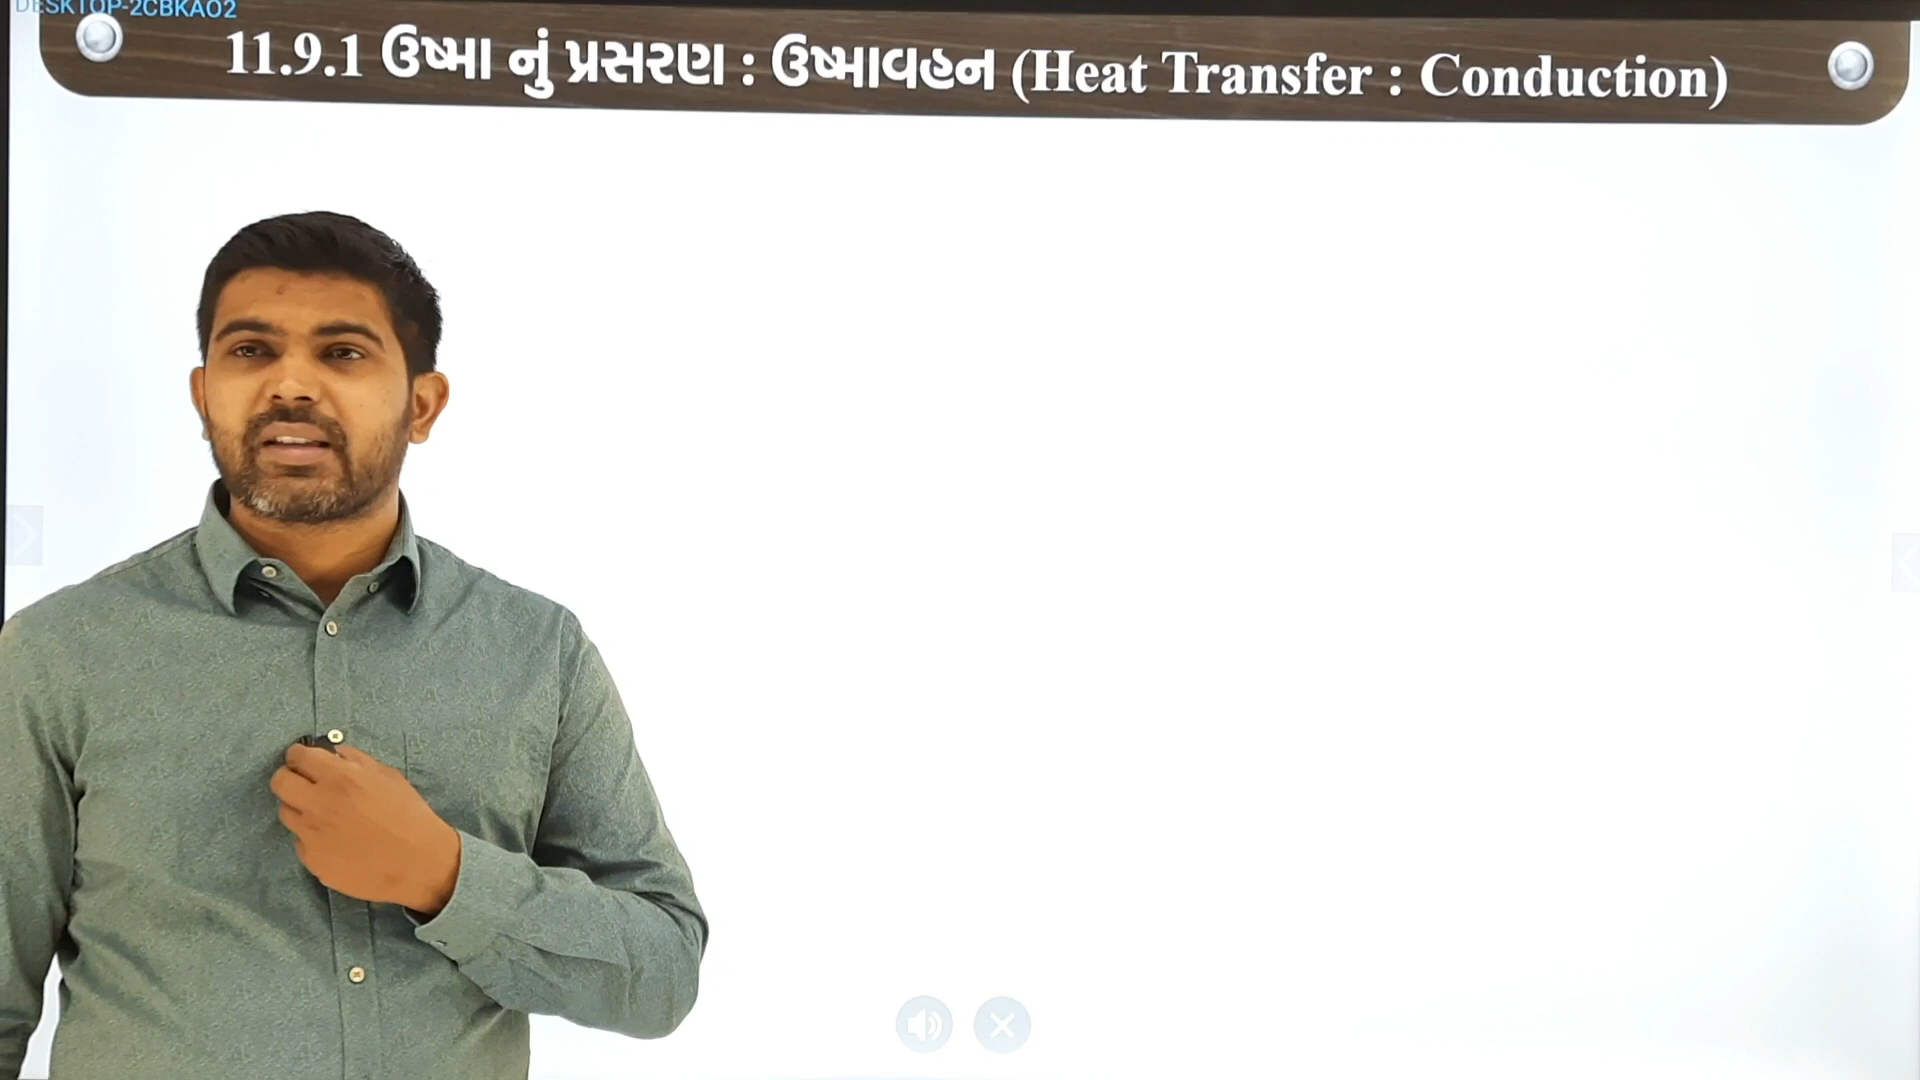 DESKTOP-2CBKAO2
11.9.1 ઉષ્મા નું પ્રસરણ : ઉષ્માવહન (Heat Transfer : Conduction)